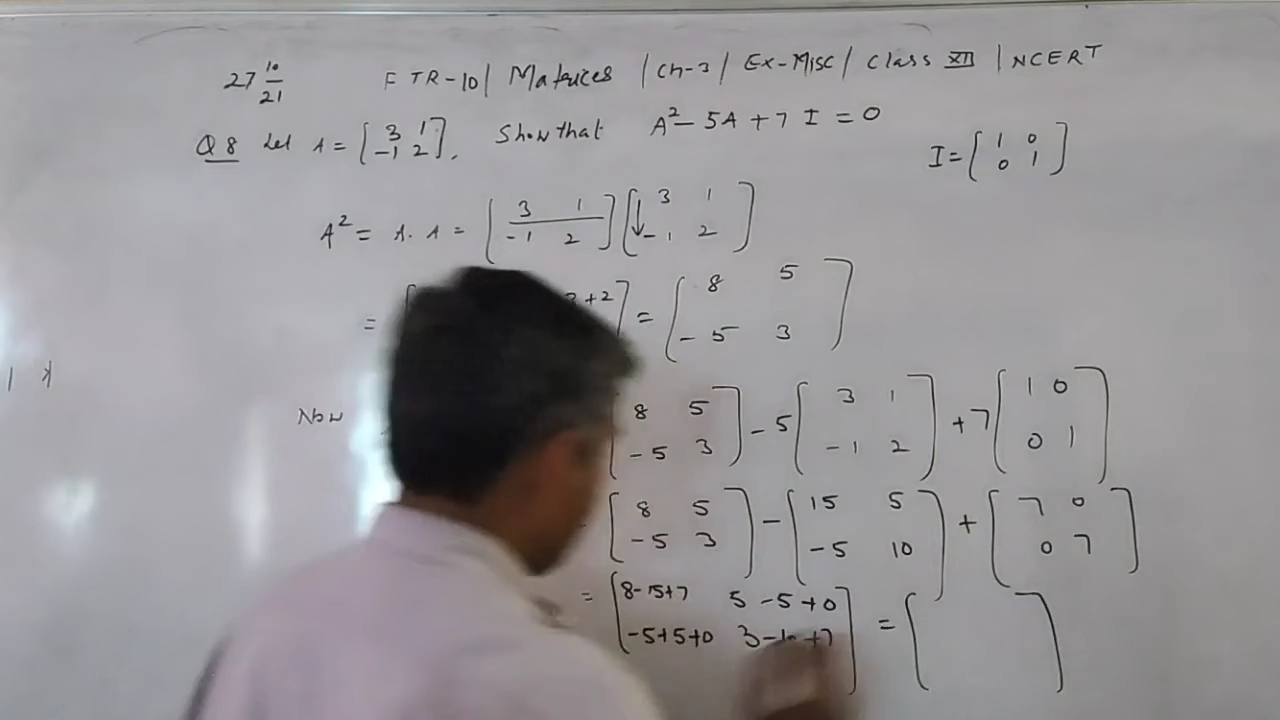 27 10/21 FTR-10 | Matrices | Ch-3 | Ex-Misc | Class XII | NCERT
Q8 Let A = [3 1 -1 2]. Show that A² - 5A + 7 I = 0
I = [1 0 0 1]
A² = A. A = [3 1 -1 2] [3 1 -1 2]
= +2] = [8 5 -5 3]
Now [8 5 -5 3] - 5 [3 1 -1 2] + 7 [1 0 0 1]
[8 5 -5 3] - [15 5 -5 10] + [7 0 0 7]
= [8-15+7 5-5+0 -5+5+0 3-10+7] = [ ]